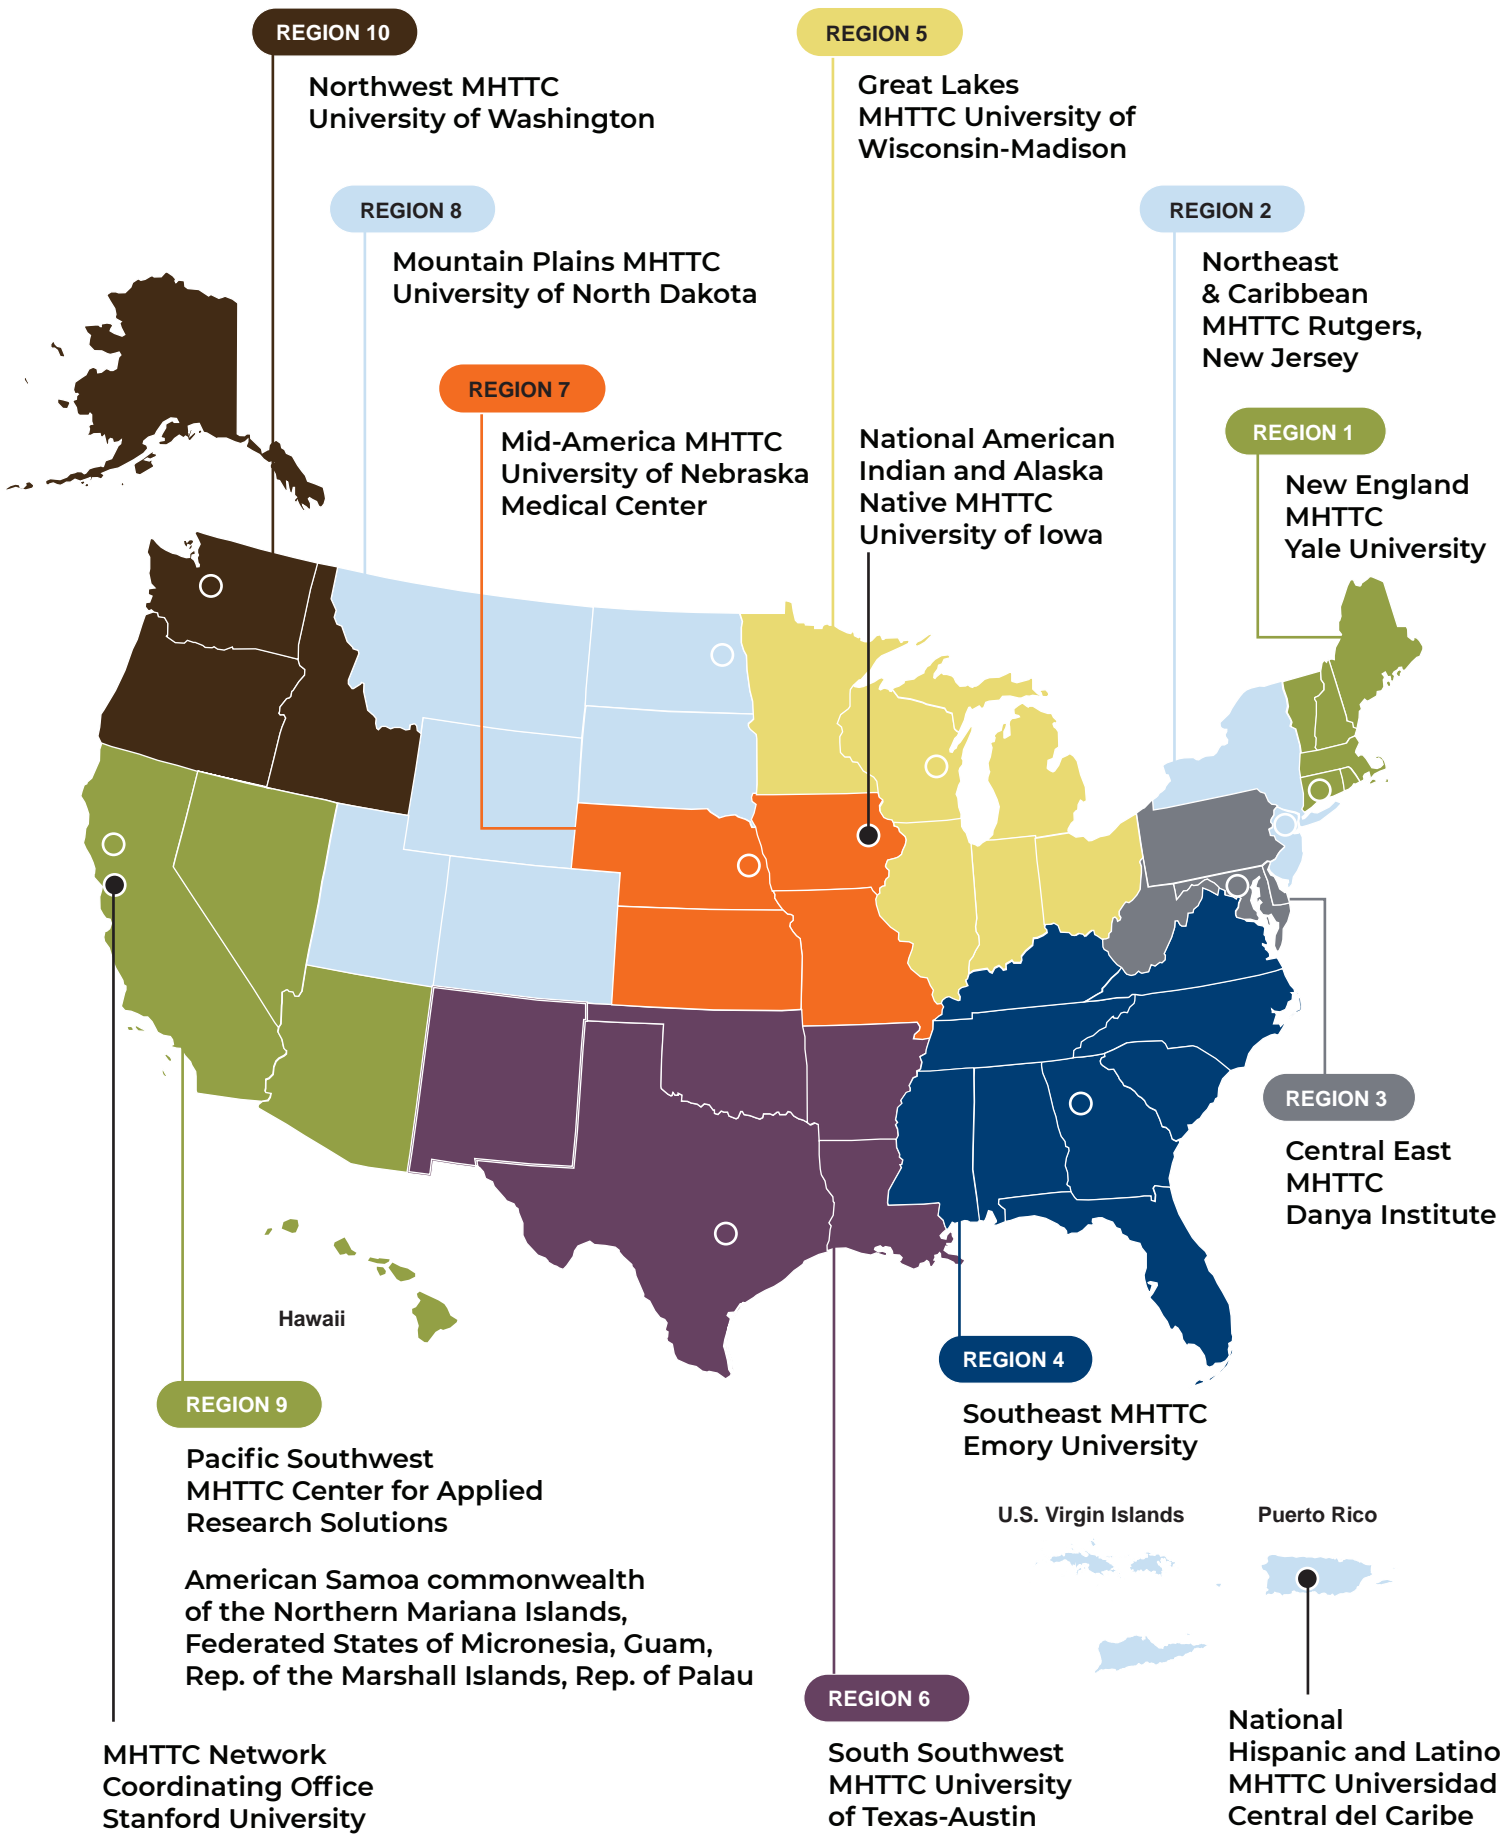 REGION 10
Northwest MHTTC
University of Washington
REGION 5
Great Lakes
MHTTC University of
Wisconsin-Madison
REGION 8
Mountain Plains MHTTC
University of North Dakota
REGION 2
Northeast
& Caribbean
MHTTC Rutgers,
New Jersey
REGION 7
Mid-America MHTTC
University of Nebraska
Medical Center
National American
Indian and Alaska
Native MHTTC
University of Iowa
REGION 1
New England
MHTTC
Yale University
REGION 3
Central East
MHTTC
Danya Institute
Hawaii
REGION 4
Southeast MHTTC
Emory University
REGION 9
Pacific Southwest
MHTTC Center for Applied
Research Solutions
American Samoa commonwealth
of the Northern Mariana Islands,
Federated States of Micronesia, Guam,
Rep. of the Marshall Islands, Rep. of Palau
U.S. Virgin Islands
Puerto Rico
REGION 6
South Southwest
MHTTC University
of Texas-Austin
National
Hispanic and Latino
MHTTC Universidad
Central del Caribe
MHTTC Network
Coordinating Office
Stanford University